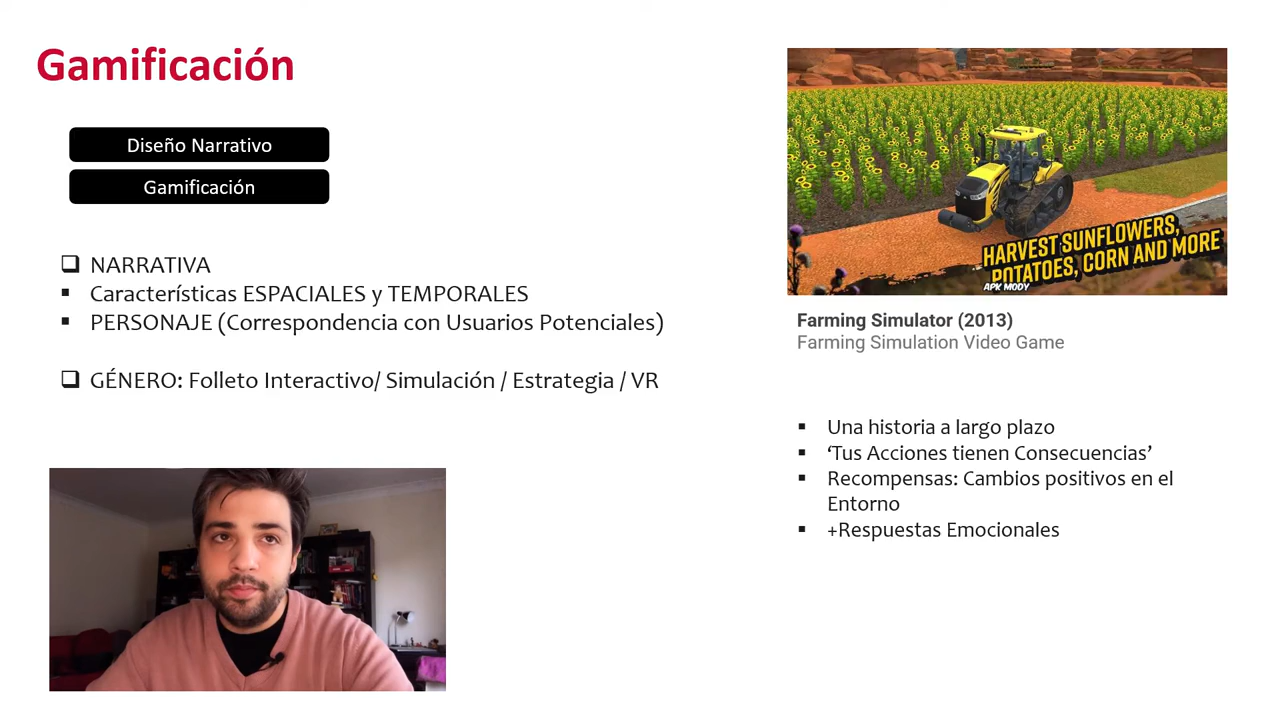 Gamificación
Diseño Narrativo
Gamificación
NARRATIVA
Características ESPACIALES y TEMPORALES
PERSONAJE (Correspondencia con Usuarios Potenciales)
GÉNERO: Folleto Interactivo/ Simulación / Estrategia / VR
HARVEST SUNFLOWERS,
POTATOES, CORN AND MORE
APK MODY
Farming Simulator (2013)
Farming Simulation Video Game
Una historia a largo plazo
‘Tus Acciones tienen Consecuencias’
Recompensas: Cambios positivos en el
Entorno
+Respuestas Emocionales